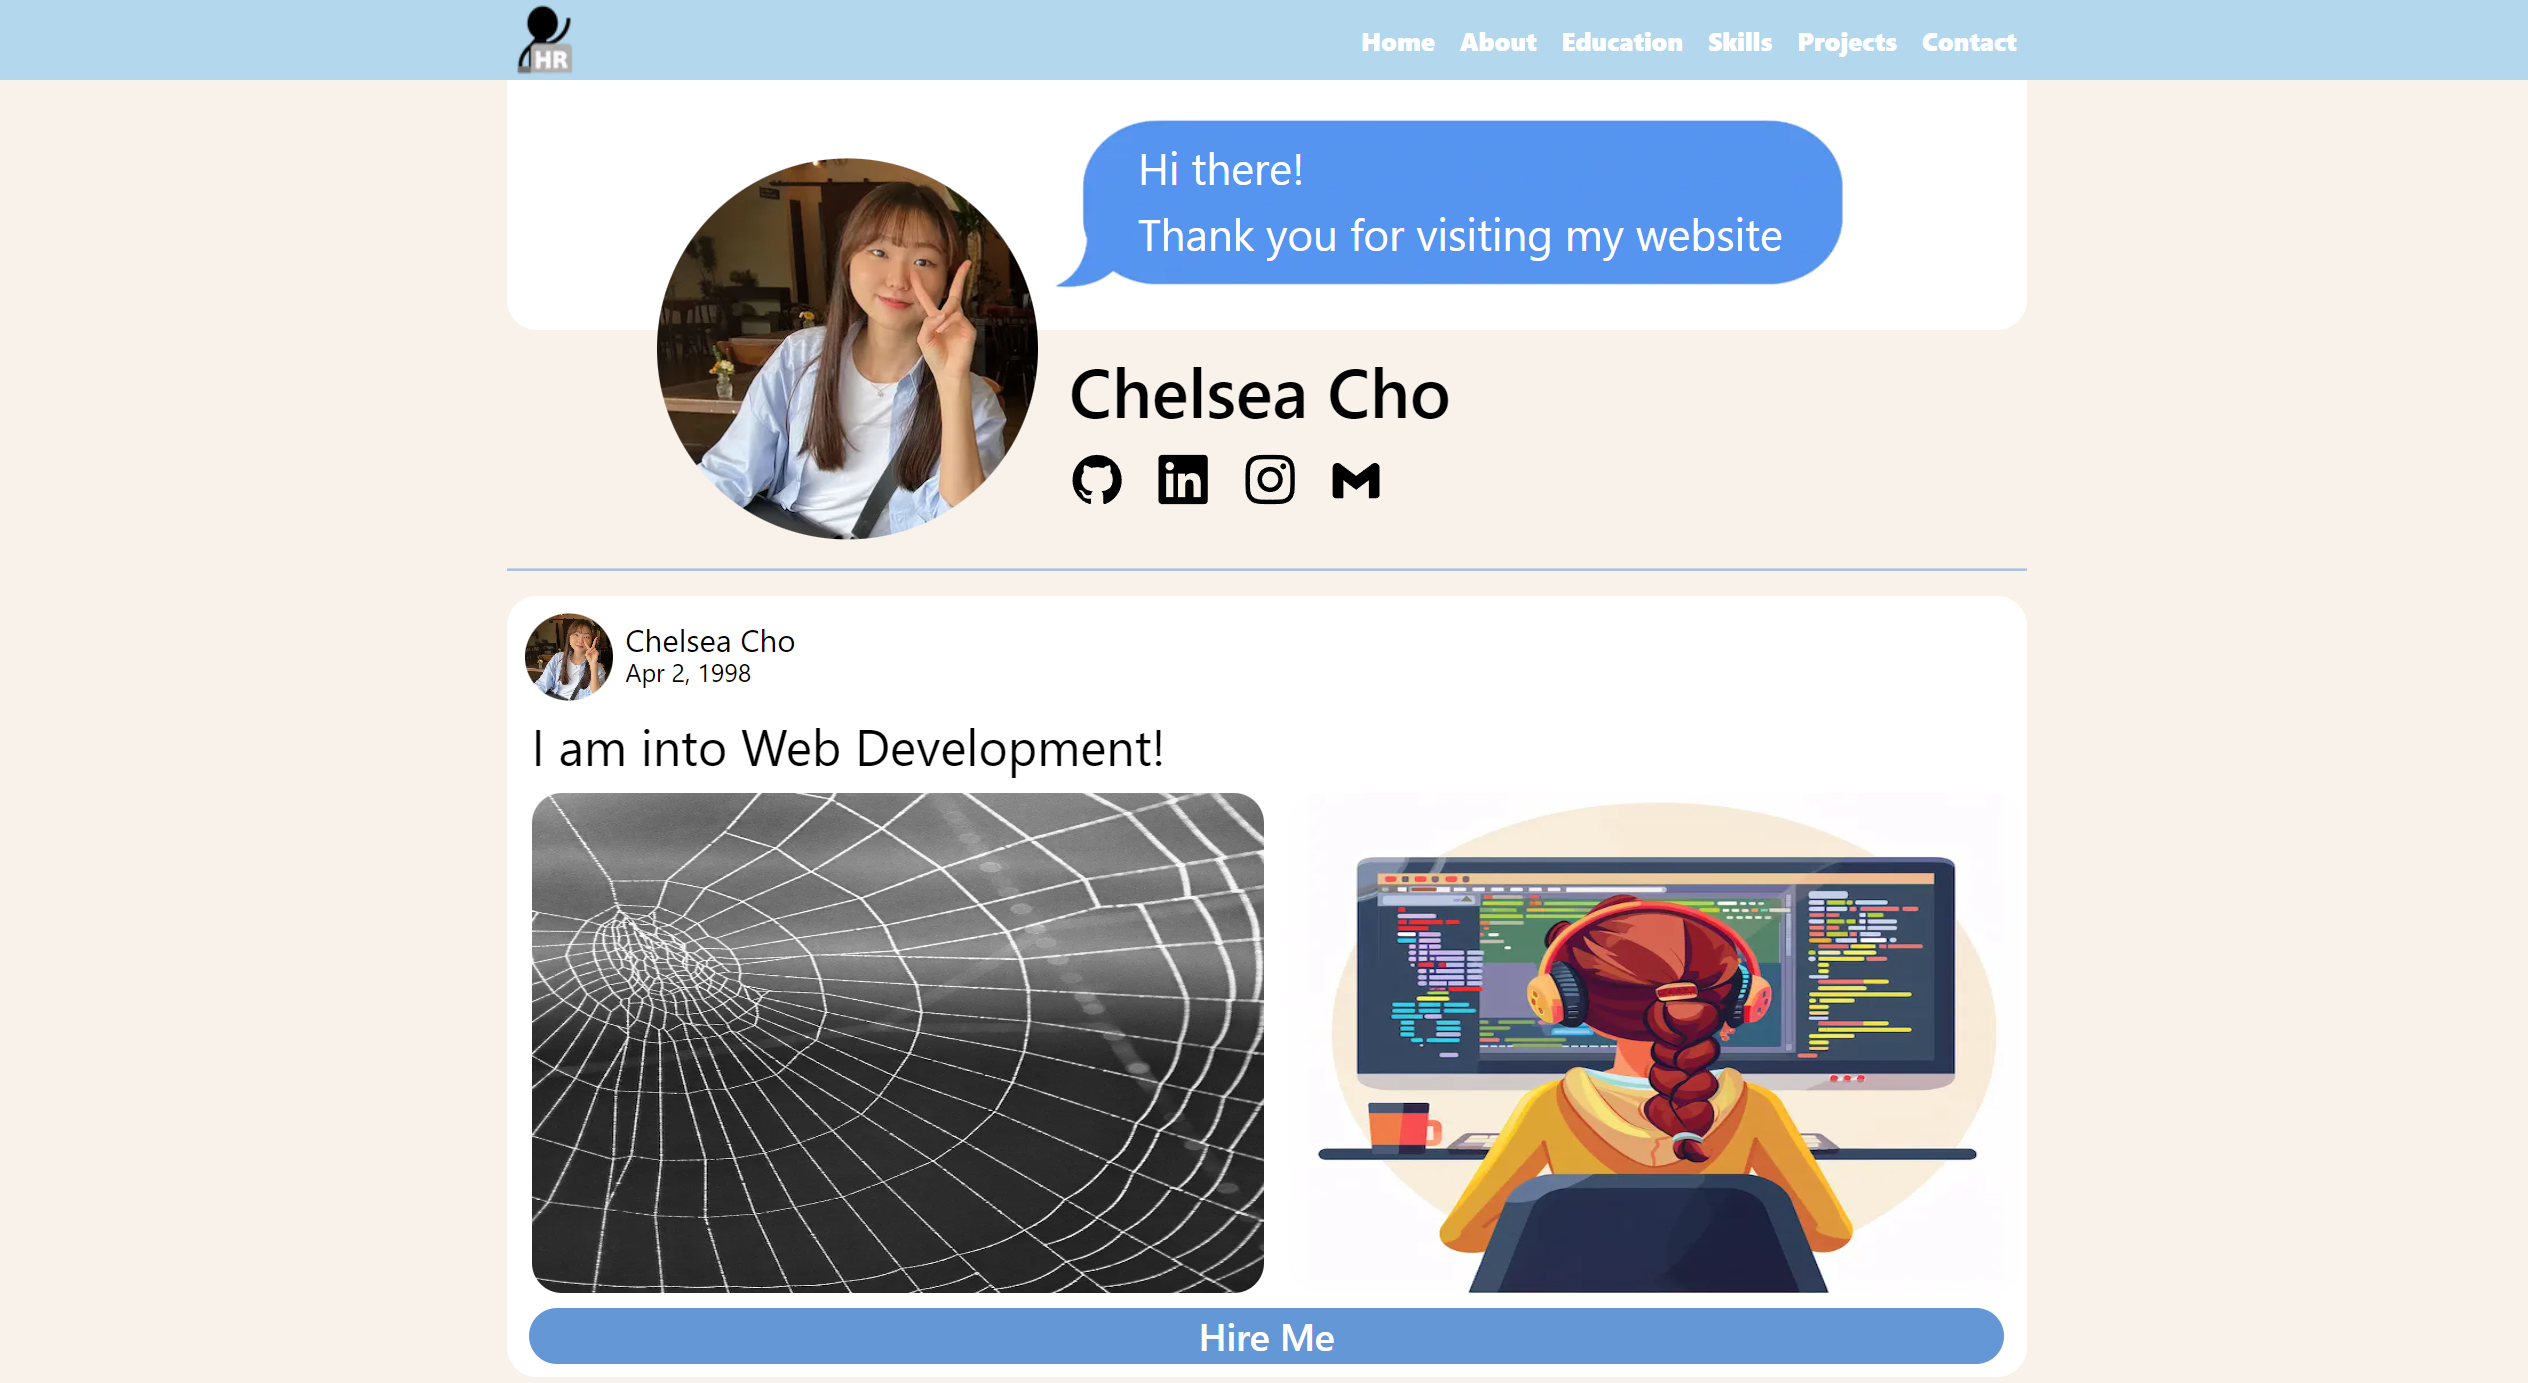 HR
Home About Education Skills Projects Contact
Hi there!
Thank you for visiting my website
Chelsea Cho
in
Chelsea Cho
Apr 2, 1998
I am into Web Development!
Hire Me